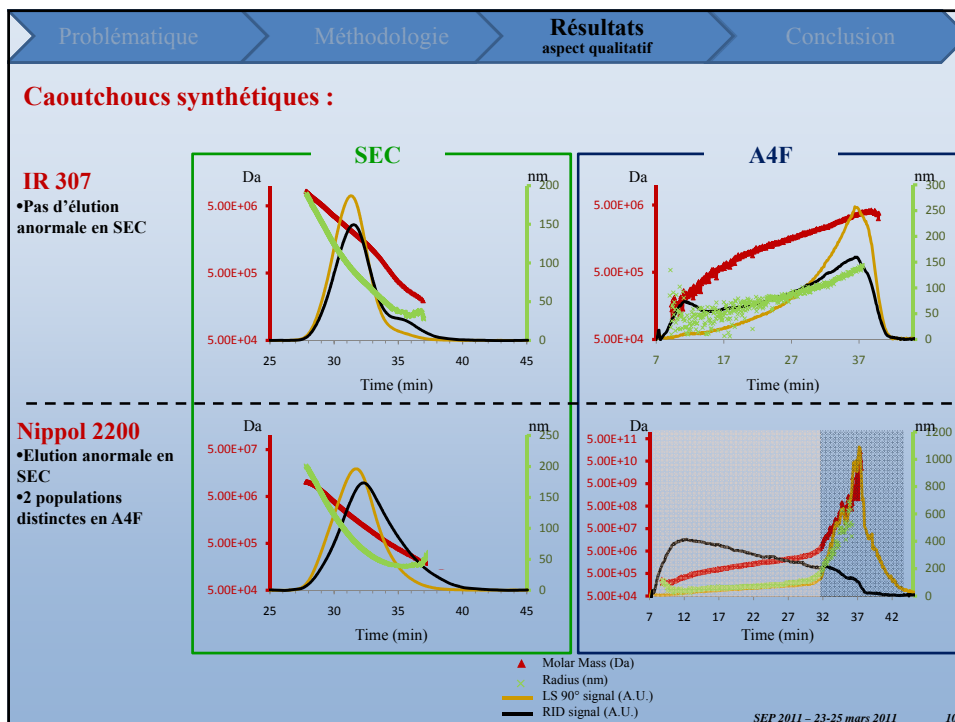 Problématique Méthodologie Résultats Conclusion
aspect qualitatif
Caoutchoucs synthétiques :
SEC
A4F
IR 307
•Pas d'élution
anormale en SEC
Da nm
5.00E+06
5.00E+05
5.00E+04
200
150
100
50
0
25 30 35 40 45
Time (min)
Da nm
5.00E+06
5.00E+05
5.00E+04
300
250
200
150
100
50
0
7 17 27 37
Time (min)
Nippol 2200
•Elution anormale en
SEC
•2 populations
distinctes en A4F
Da nm
5.00E+07
5.00E+06
5.00E+05
5.00E+04
250
200
150
100
50
0
25 30 35 40 45
Time (min)
Da nm
5.00E+11
5.00E+10
5.00E+09
5.00E+08
5.00E+07
5.00E+06
5.00E+05
5.00E+04
1200
1000
800
600
400
200
0
7 12 17 22 27 32 37 42
Time (min)
Molar Mass (Da)
Radius (nm)
LS 90° signal (A.U.)
RID signal (A.U.)
SEP 2011 – 23-25 mars 2011 10